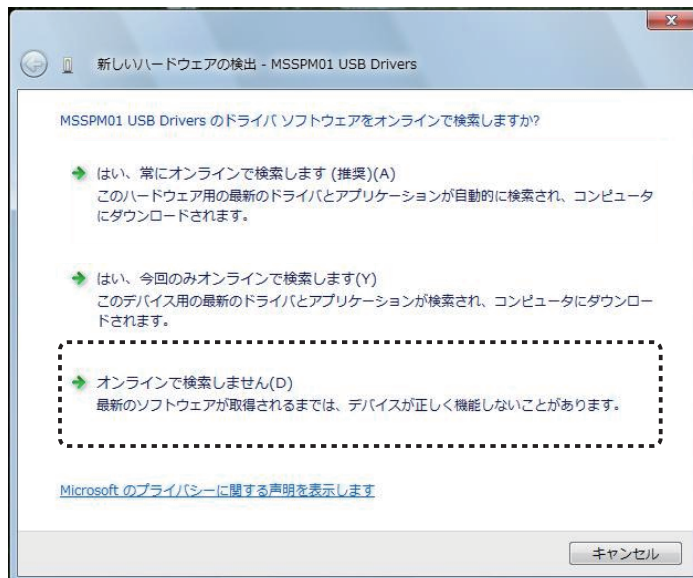 新しいハードウェアの検出 - MSSPM01 USB Drivers
MSSPM01 USB Drivers のドライバ ソフトウェアをオンラインで検索しますか?
はい、常にオンラインで検索します (推奨)(A)
このハードウェア用の最新のドライバとアプリケーションが自動的に検索され、コンピュータ
にダウンロードされます。
はい、今回のみオンラインで検索します(Y)
このデバイス用の最新のドライバとアプリケーションが検索され、コンピュータにダウンロー
ドされます。
オンラインで検索しません(D)
最新のソフトウェアが取得されるまでは、デバイスが正しく機能しないことがあります。
Microsoft のプライバシーに関する声明を表示します
キャンセル